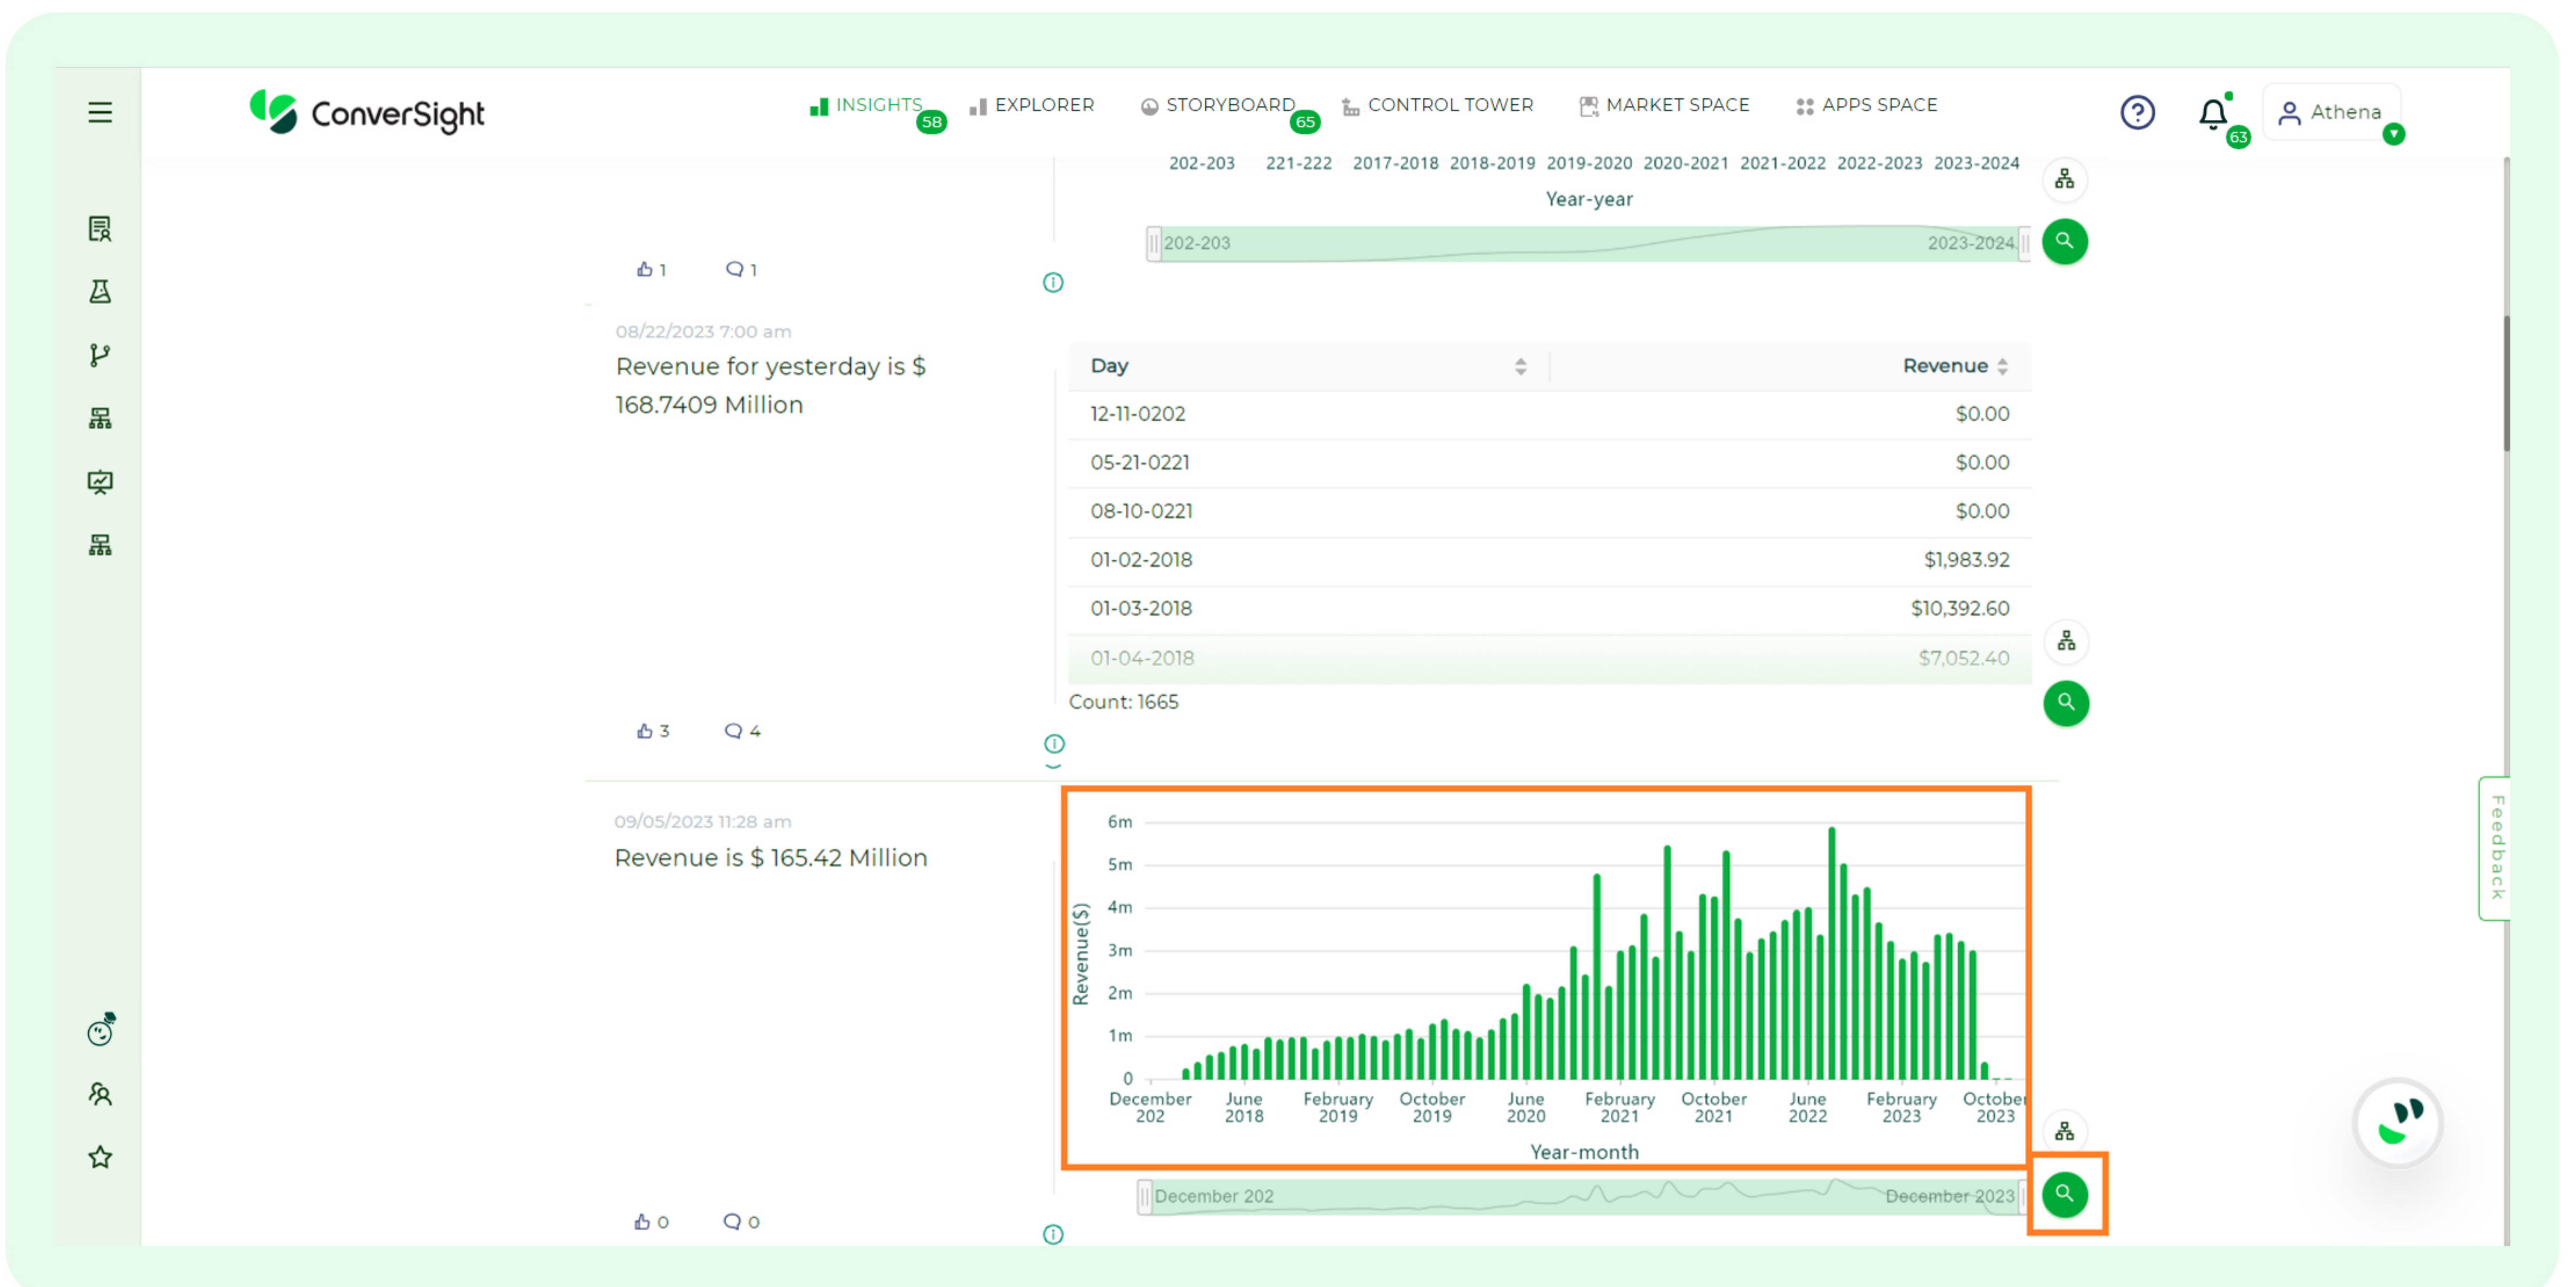 ConverSight
INSIGHTS
58
EXPLORER
STORYBOARD
65
CONTROL TOWER
MARKET SPACE
APPS SPACE
63
Athena
202-203 221-222 2017-2018 2018-2019 2019-2020 2020-2021 2021-2022 2022-2023 2023-2024
Year-year
202-203 2023-2024
1 1
08/22/2023 7:00 am
Revenue for yesterday is $
168.7409 Million
Day Revenue
12-11-0202 $0.00
05-21-0221 $0.00
08-10-0221 $0.00
01-02-2018 $1,983.92
01-03-2018 $10,392.60
01-04-2018 $7,052.40
Count: 1665
3 4
09/05/2023 11:28 am
Revenue is $ 165.42 Million
6m
5m
4m
3m
2m
1m
0
Revenue($)
December June February October June February October June February October
202 2018 2019 2019 2020 2021 2021 2022 2023 2023
Year-month
December 202 December 2023
0 0
Feedback